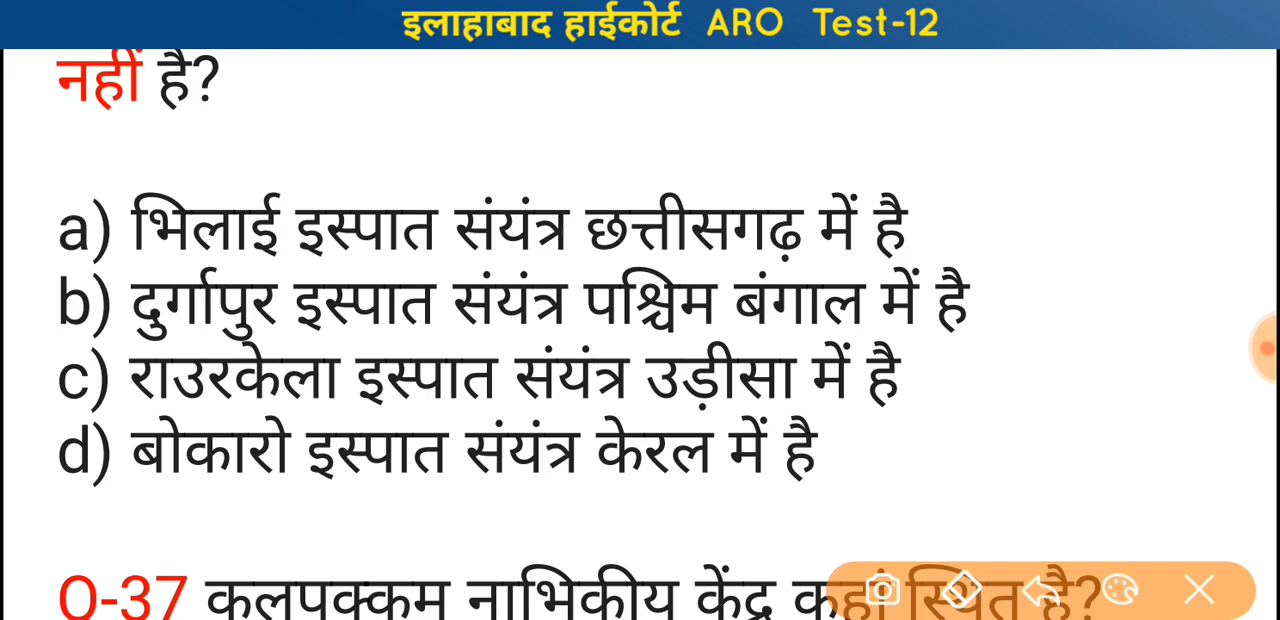 इलाहाबाद हाईकोर्ट ARO Test-12
नहीं है?
a) भिलाई इस्पात संयंत्र छत्तीसगढ़ में है
b) दुर्गापुर इस्पात संयंत्र पश्चिम बंगाल में है
c) राउरकेला इस्पात संयंत्र उड़ीसा में है
d) बोकारो इस्पात संयंत्र केरल में है
Q-37 कलपक्कम नाभिकीय केंद्र कहां स्थित है?